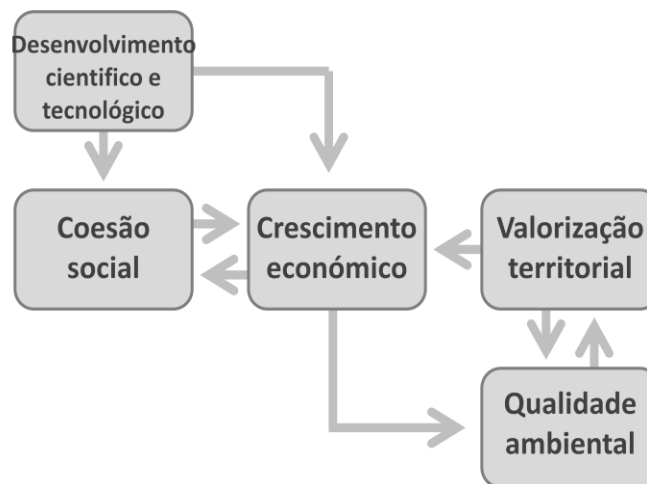 Desenvolvimento
cientifico e
tecnológico
Coesão
social
Crescimento
económico
Valorização
territorial
Qualidade
ambiental